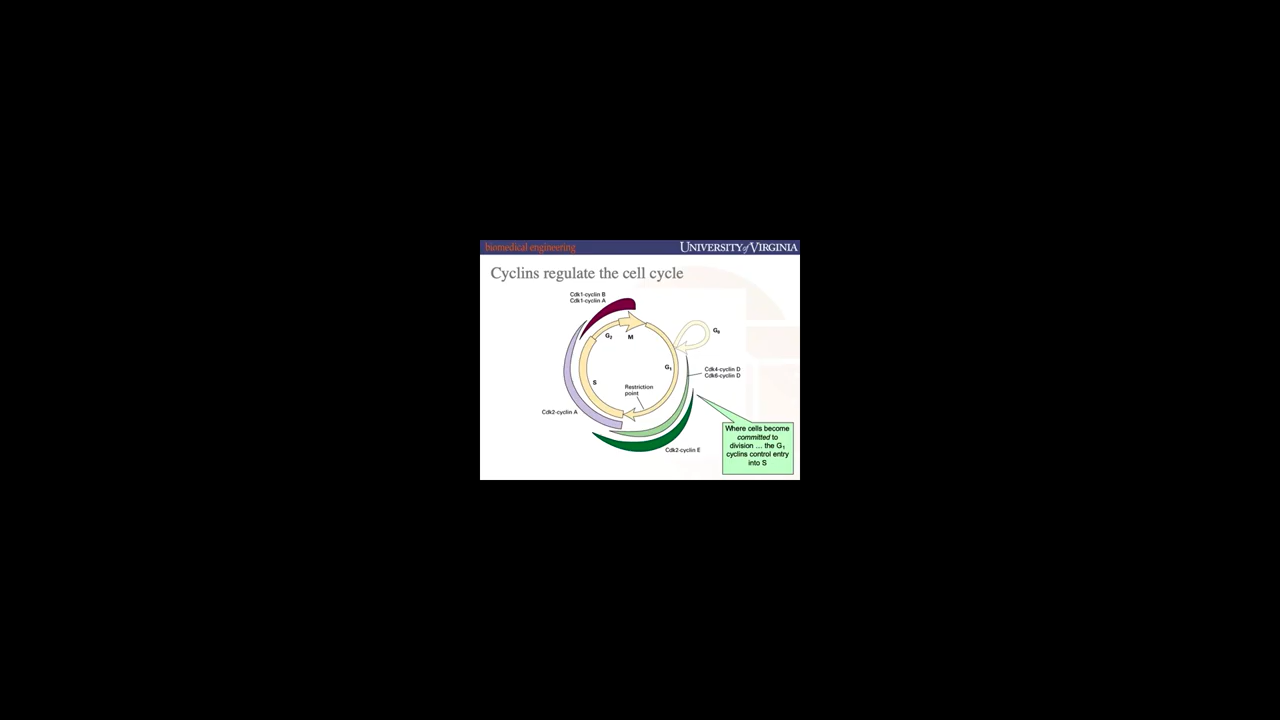 biomedical engineering
UNIVERSITY of VIRGINIA
Cyclins regulate the cell cycle
Cdk1-cyclin B
Cdk1-cyclin A
G₂
M
G₀
G₁
Cdk4-cyclin D
Cdk6-cyclin D
S
Restriction
point
Cdk2-cyclin A
Cdk2-cyclin E
Where cells become
committed to
division ... the G₁
cyclins control entry
into S